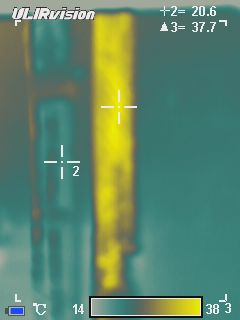 ULIRvision
÷2= 20.6
▲3= 37.7
2
℃ 14 38 3